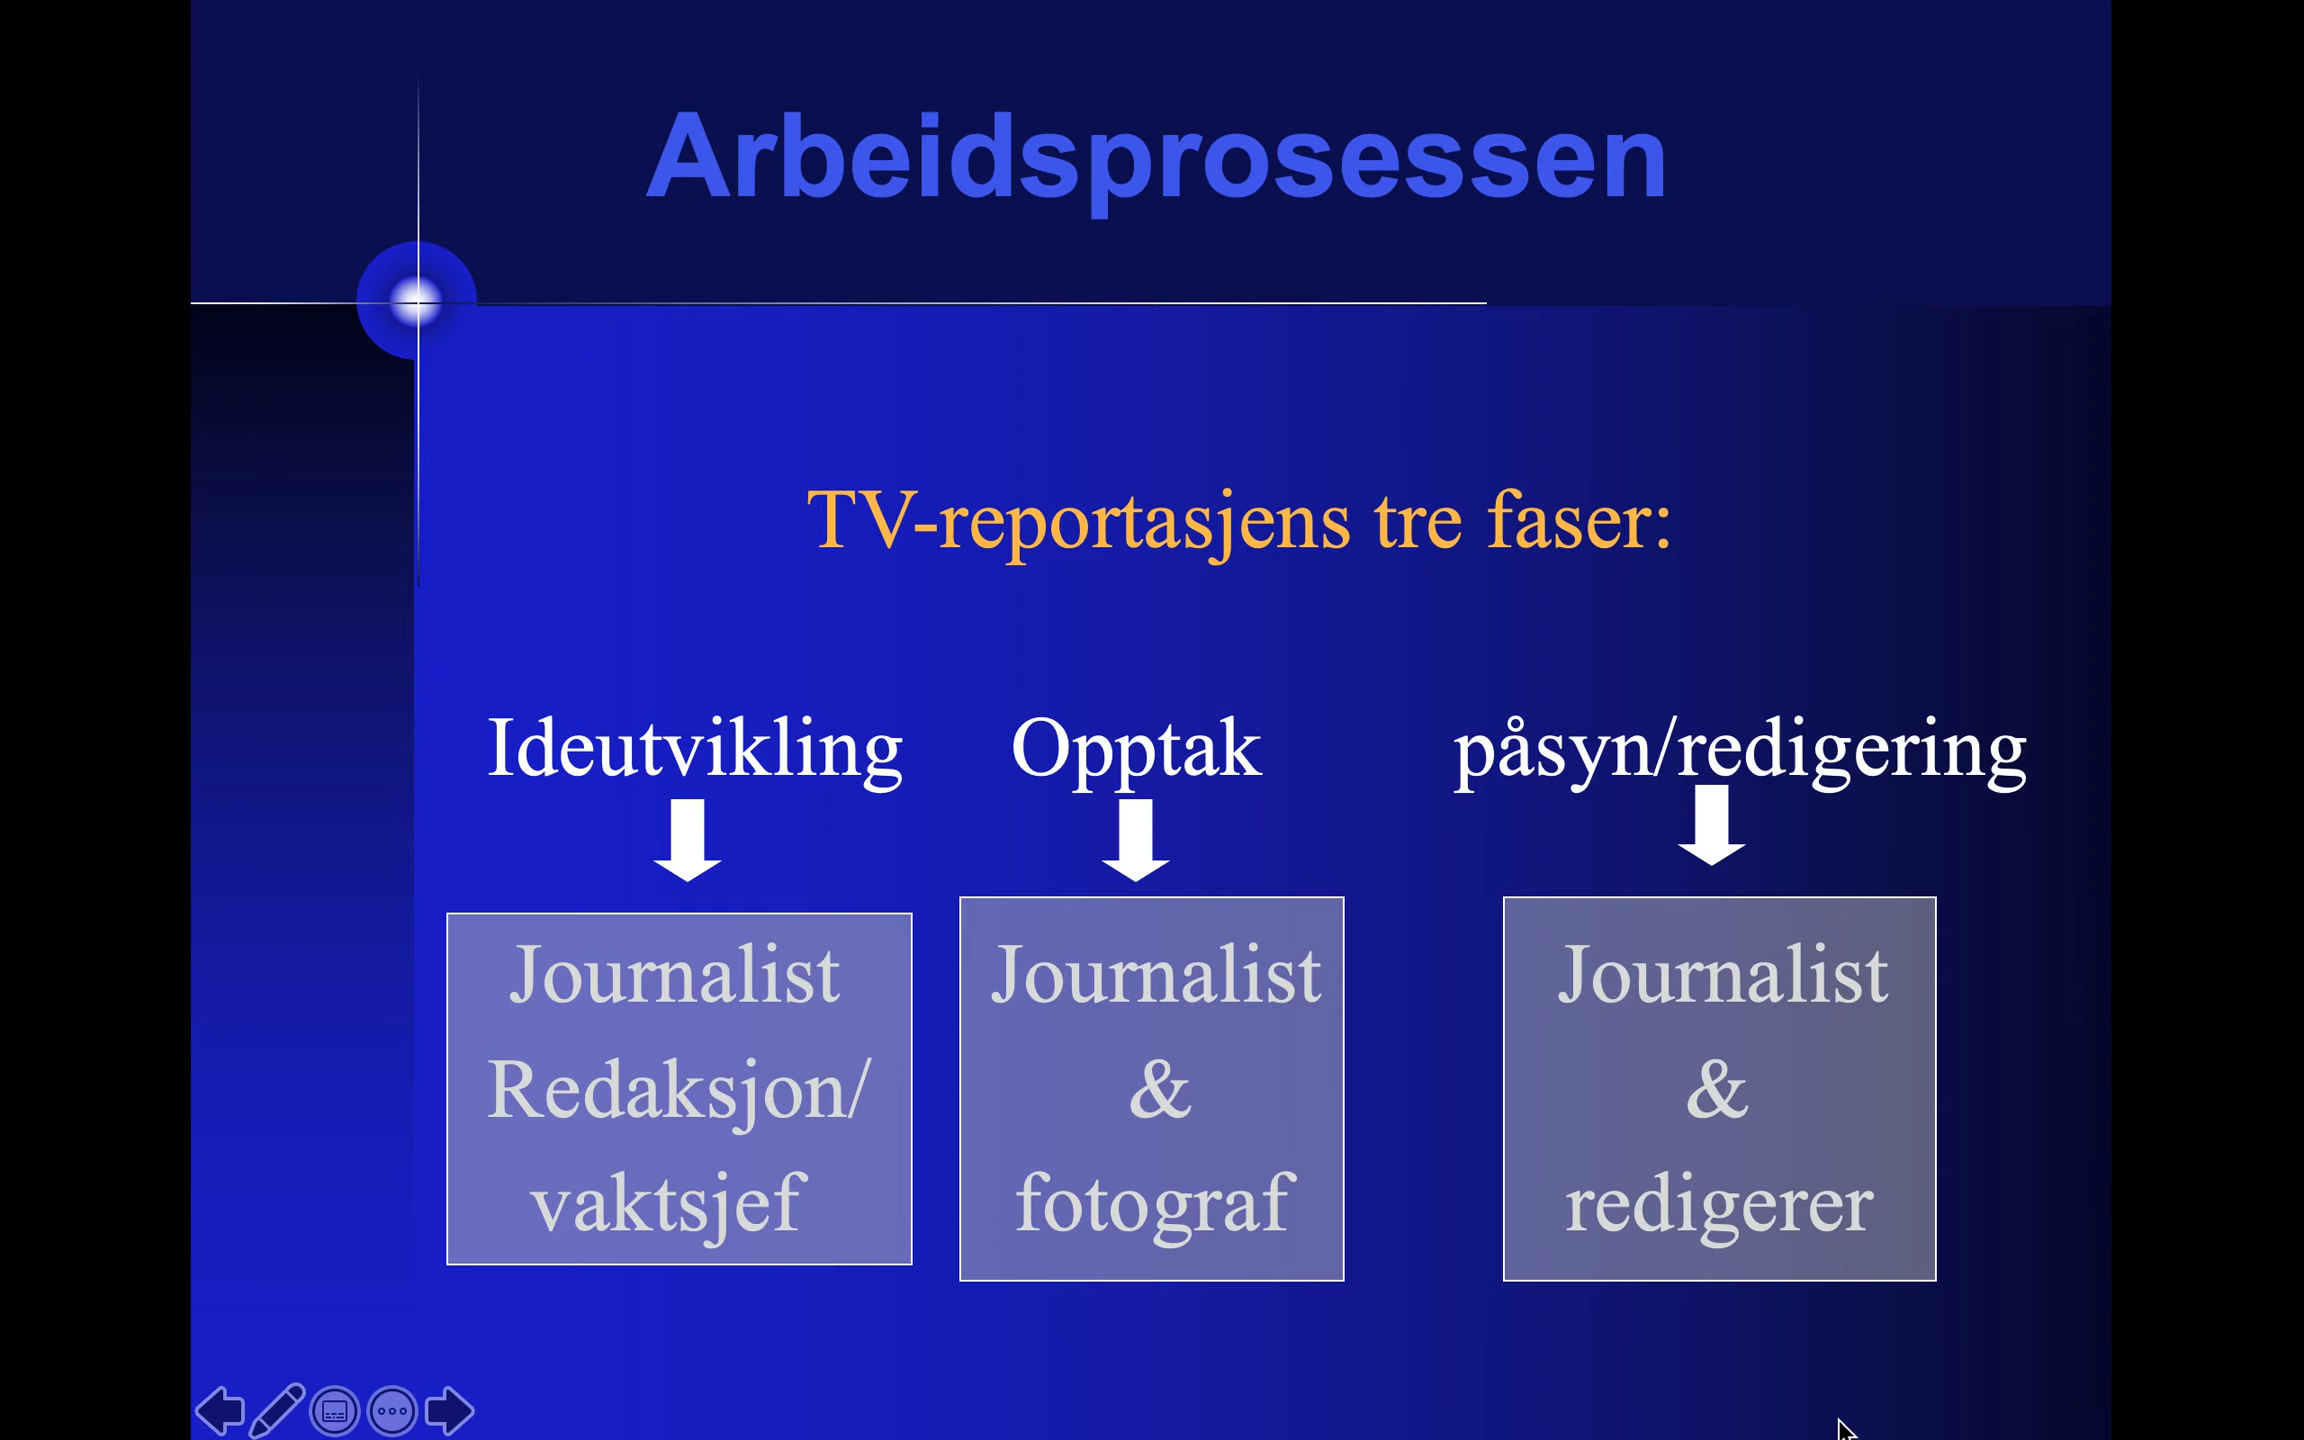 Arbeidsprosessen
TV-reportasjens tre faser:
Ideutvikling
Opptak
påsyn/redigering
Journalist
Redaksjon/
vaktsjef
Journalist
&
fotograf
Journalist
&
redigerer